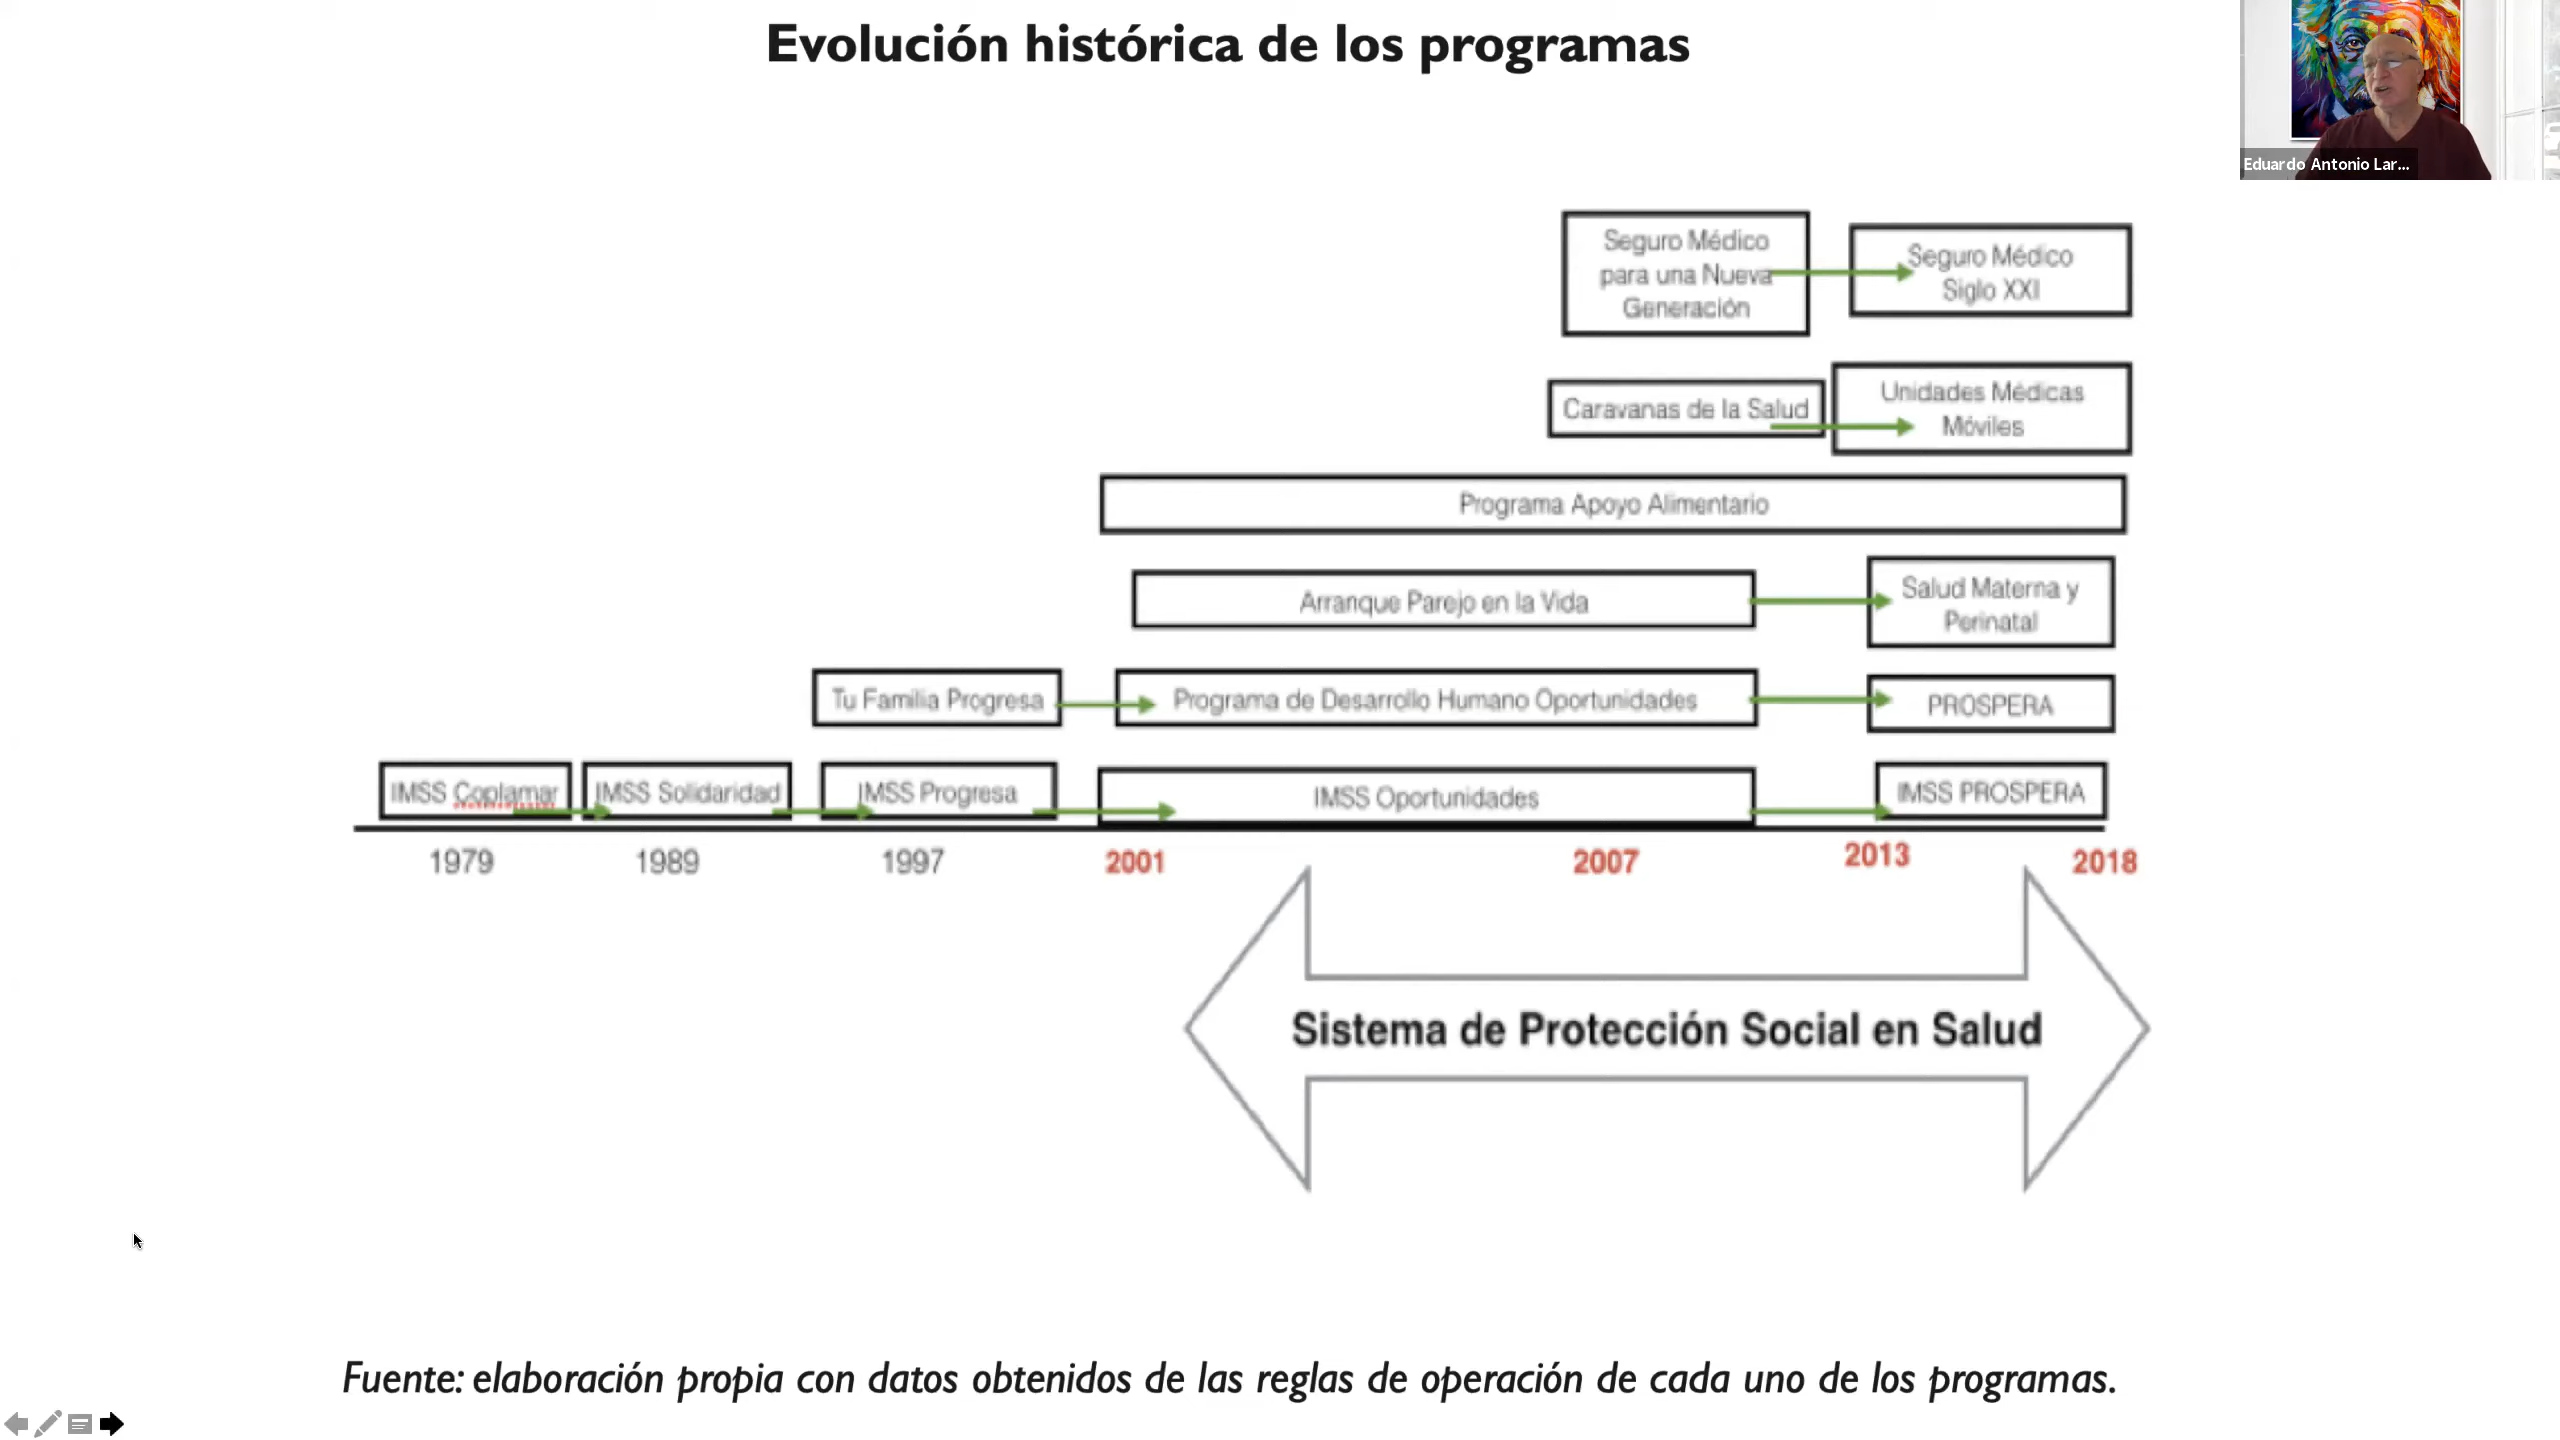 Evolución histórica de los programas
Eduardo Antonio Lar...
Seguro Médico
para una Nueva
Generación
Seguro Médico
Siglo XXI
Caravanas de la Salud
Unidades Médicas
Móviles
Programa Apoyo Alimentario
Arranque Parejo en la Vida
Salud Materna y
Perinatal
Tu Familia Progresa
Programa de Desarrollo Humano Oportunidades
PROSPERA
IMSS Coplamar
IMSS Solidaridad
IMSS Progresa
IMSS Oportunidades
IMSS PROSPERA
1979
1989
1997
2001
2007
2013
2018
Sistema de Protección Social en Salud
Fuente: elaboración propia con datos obtenidos de las reglas de operación de cada uno de los programas.